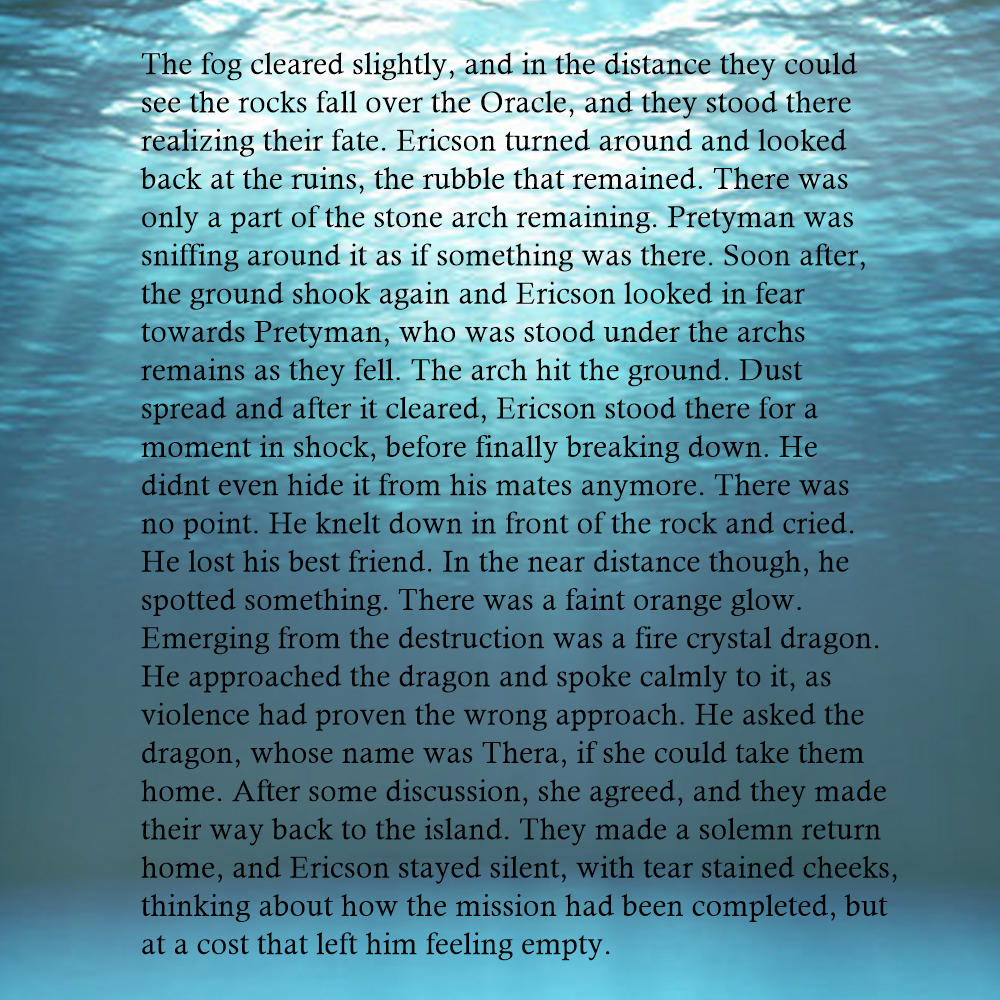 The fog cleared slightly, and in the distance they could
see the rocks fall over the Oracle, and they stood there
realizing their fate. Ericson turned around and looked
back at the ruins, the rubble that remained. There was
only a part of the stone arch remaining. Pretyman was
sniffing around it as if something was there. Soon after,
the ground shook again and Ericson looked in fear
towards Pretyman, who was stood under the archs
remains as they fell. The arch hit the ground. Dust
spread and after it cleared, Ericson stood there for a
moment in shock, before finally breaking down. He
didnt even hide it from his mates anymore. There was
no point. He knelt down in front of the rock and cried.
He lost his best friend. In the near distance though, he
spotted something. There was a faint orange glow.
Emerging from the destruction was a fire crystal dragon.
He approached the dragon and spoke calmly to it, as
violence had proven the wrong approach. He asked the
dragon, whose name was Thera, if she could take them
home. After some discussion, she agreed, and they made
their way back to the island. They made a solemn return
home, and Ericson stayed silent, with tear stained cheeks,
thinking about how the mission had been completed, but
at a cost that left him feeling empty.